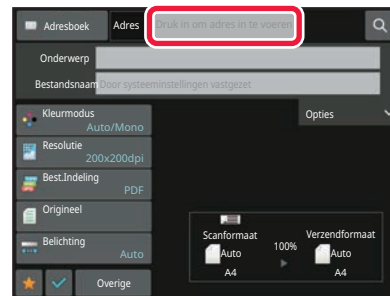 Adresboek Adres Druk in om adres in te voeren
Onderwerp
Bestandsnaam Door systeeminstellingen vastgezet
Kleurmodus
Auto/Mono
Opties
Resolutie
200x200dpi
Best.Indeling
PDF
Origineel
Belichting
Auto
Scanformaat
Auto
A4
100%
Verzendformaat
Auto
A4
Overige